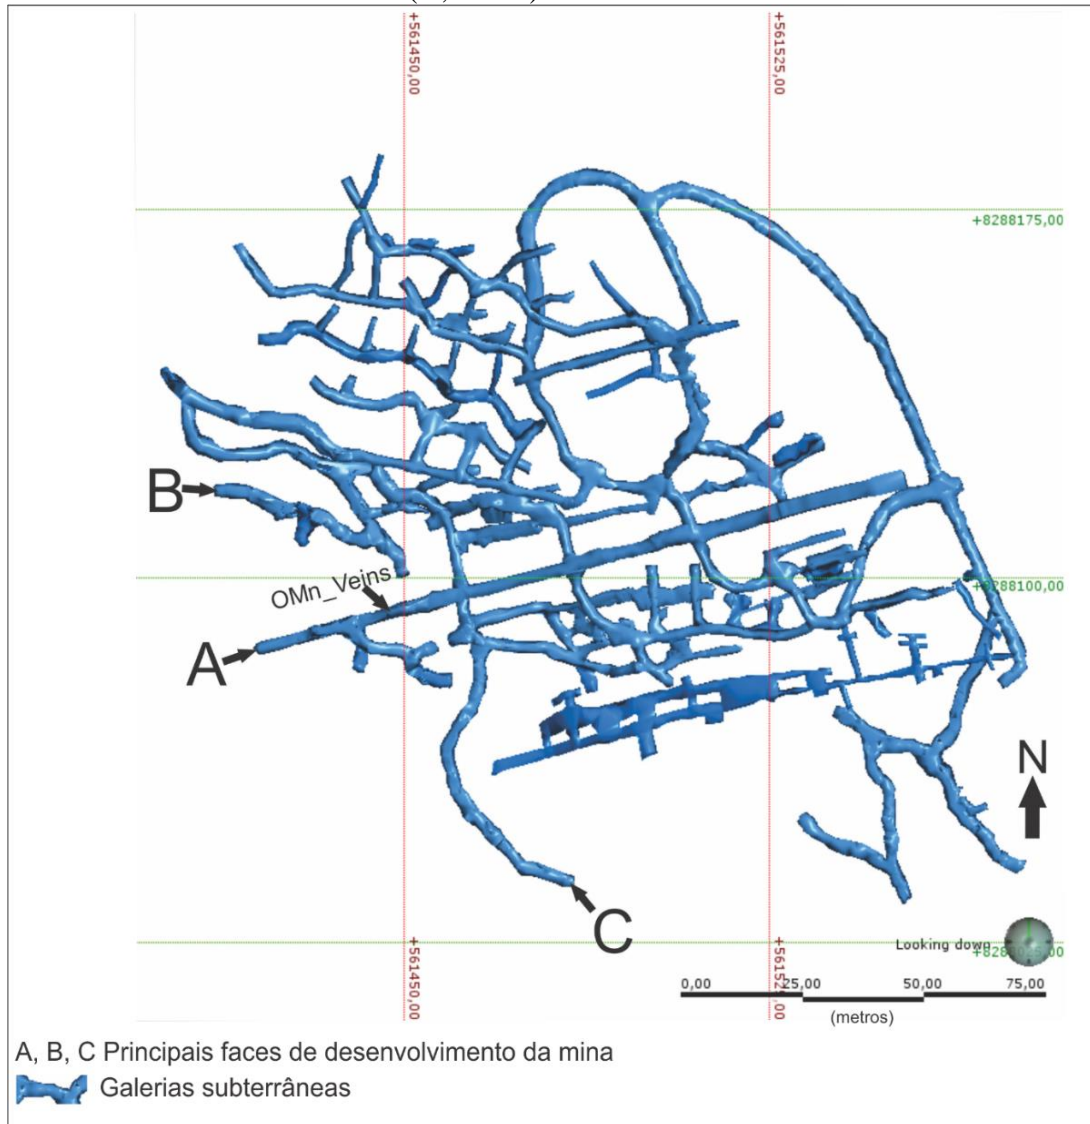 +561450,00
+561525,00
+8288175,00
B
OMn_Veins
+8288100,00
A
N
C
Looking down
+561450,00
0,00 25,00 50,00 75,00
(metros)
A, B, C Principais faces de desenvolvimento da mina
Galerias subterrâneas